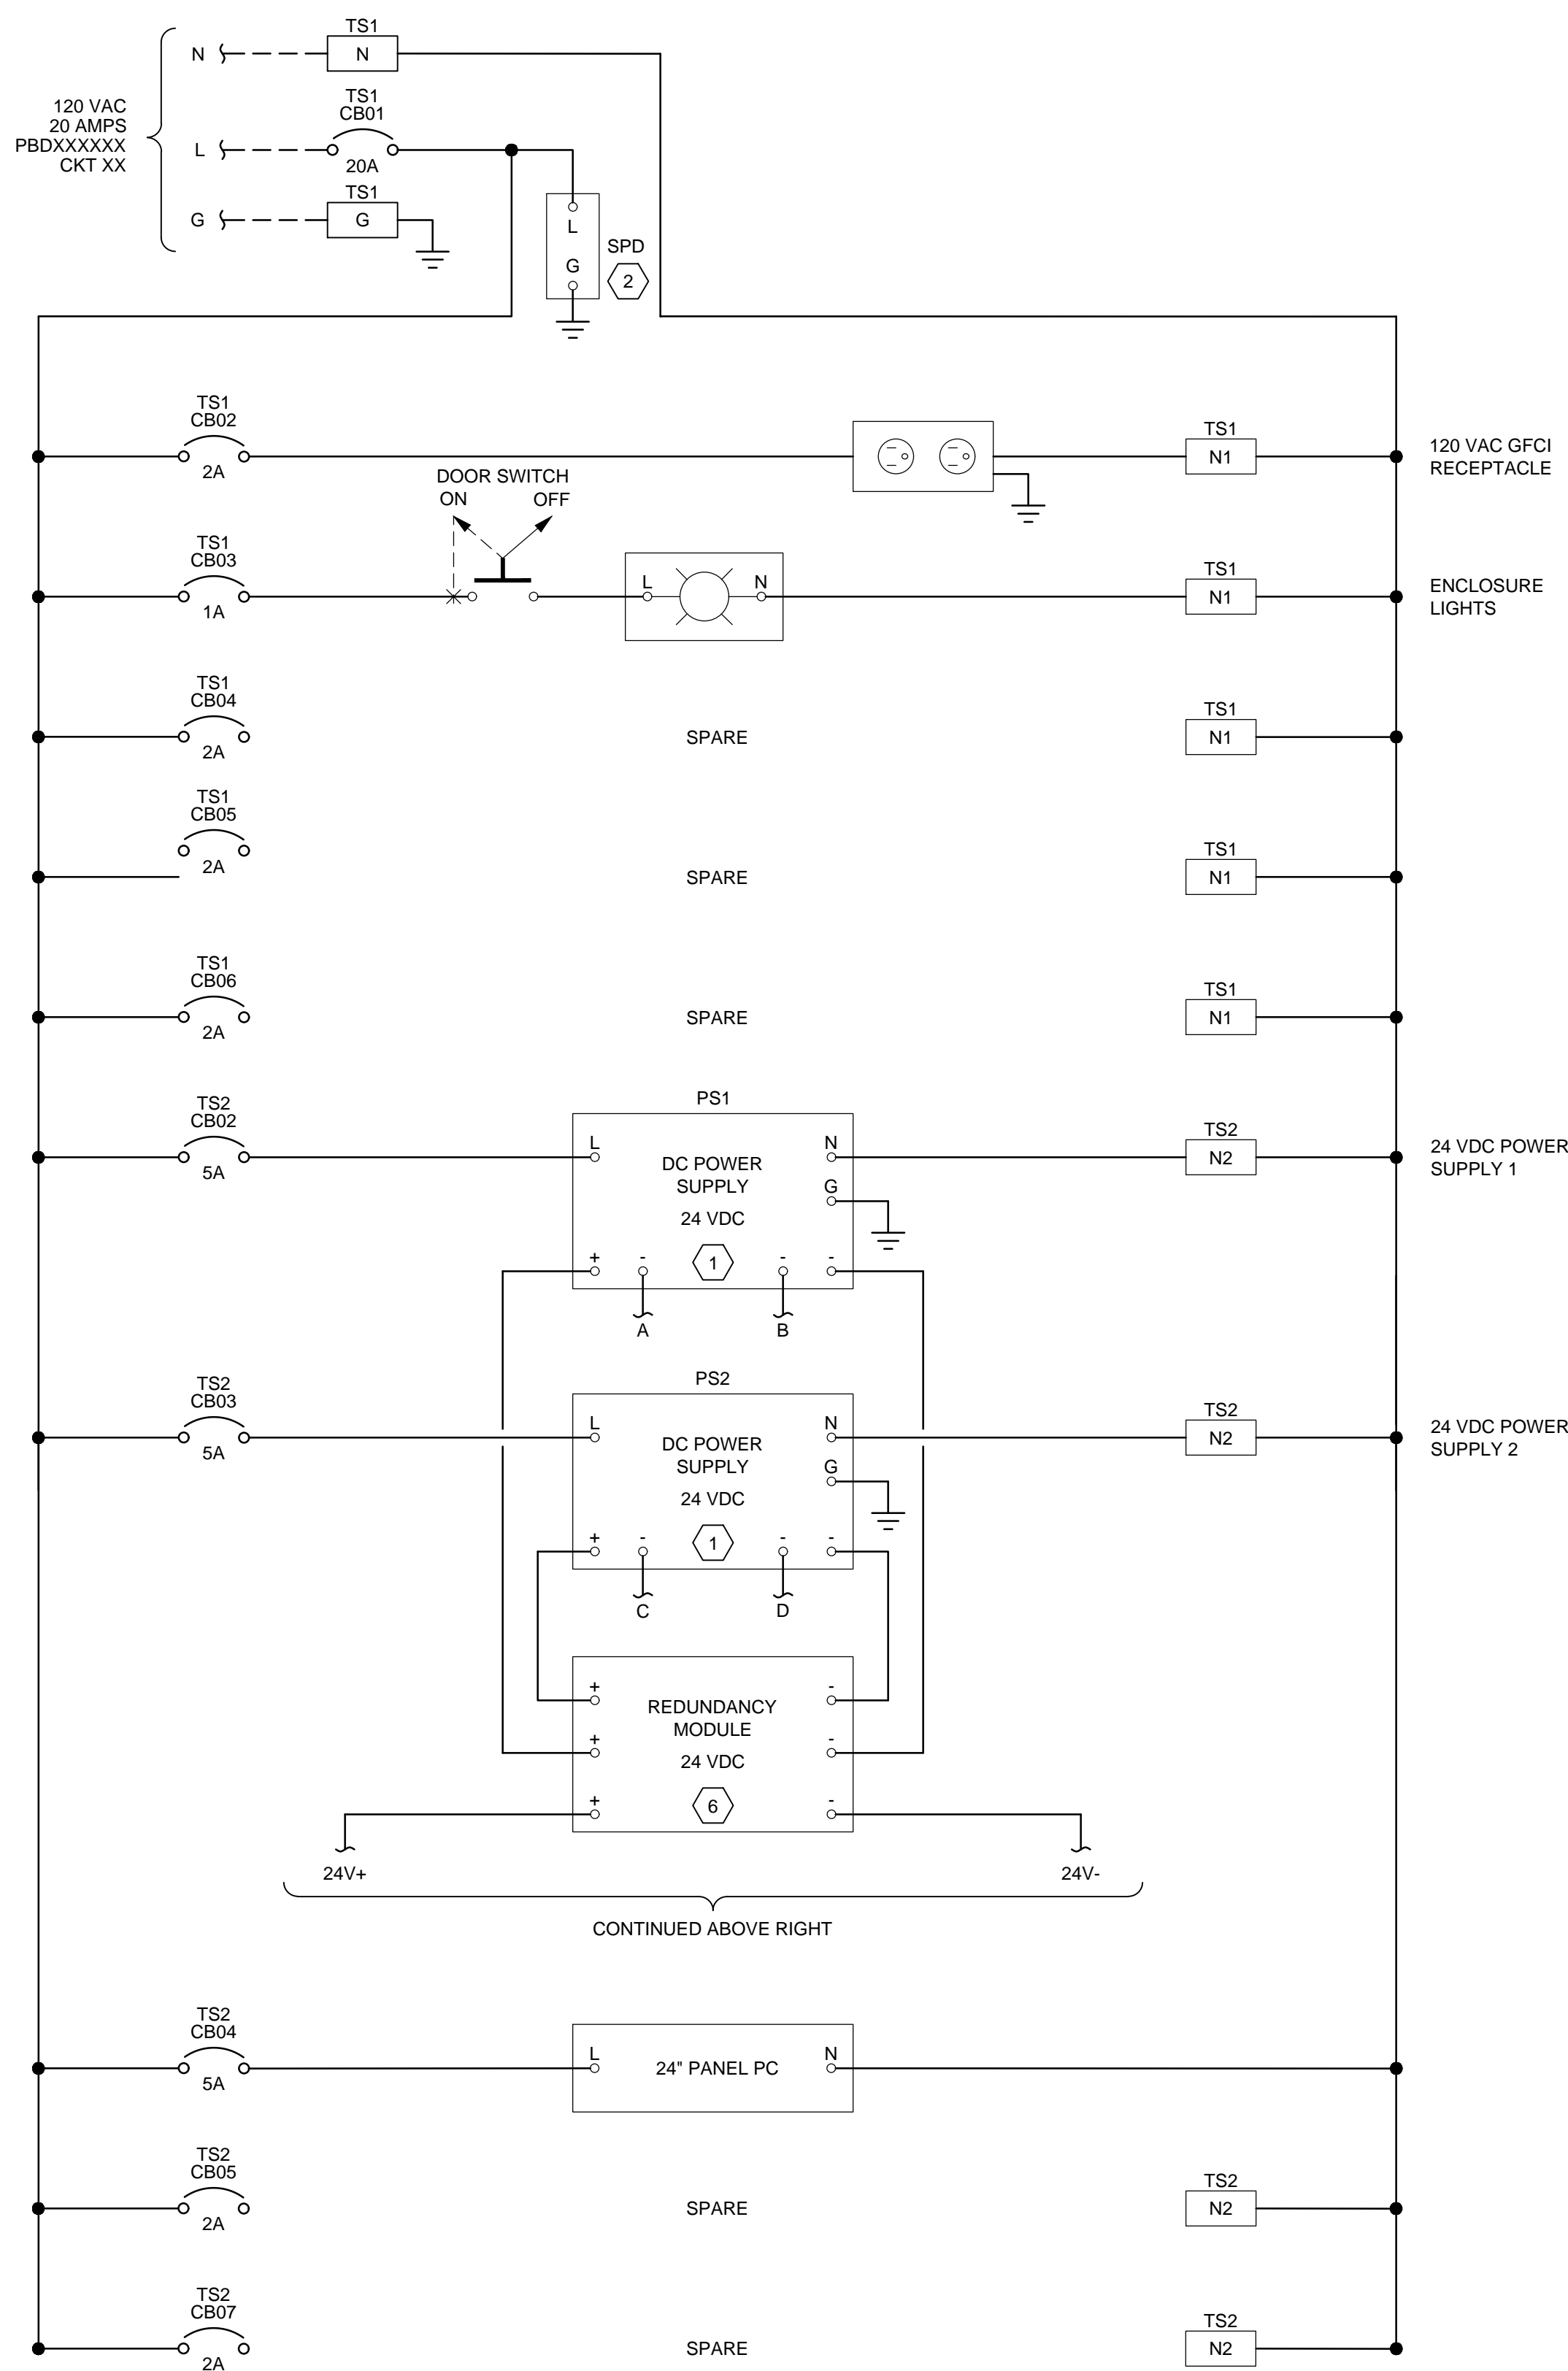 TS1
N
N
120 VAC
20 AMPS
PBDXXXXXX
CKT XX
TS1
CB01
L
20A
TS1
G
G
L
G
SPD
2
TS1
CB02
2A
TS1
N1
120 VAC GFCI
RECEPTACLE
DOOR SWITCH
ON OFF
TS1
CB03
1A
L N
TS1
N1
ENCLOSURE
LIGHTS
TS1
CB04
2A
SPARE
TS1
N1
TS1
CB05
2A
SPARE
TS1
N1
TS1
CB06
2A
SPARE
TS1
N1
PS1
TS2
CB02
5A
L N
DC POWER
SUPPLY
24 VDC
G
1
+ - - -
A B
TS2
N2
24 VDC POWER
SUPPLY 1
PS2
TS2
CB03
5A
L N
DC POWER
SUPPLY
24 VDC
G
1
+ - - -
C D
TS2
N2
24 VDC POWER
SUPPLY 2
+ -
REDUNDANCY
MODULE
+ -
24 VDC
+ -
6
24V+ 24V-
CONTINUED ABOVE RIGHT
TS2
CB04
5A
L 24" PANEL PC N
TS2
CB05
2A
SPARE
TS2
N2
TS2
CB07
2A
SPARE
TS2
N2